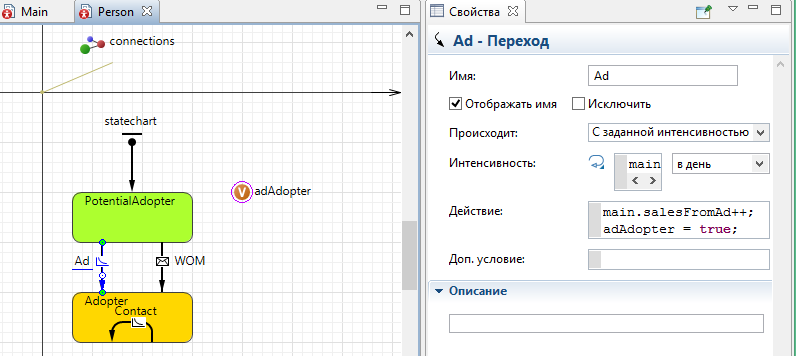 Main
Person
connections
statechart
PotentialAdopter
V
adAdopter
Ad
WOM
Adopter
Contact
Свойства
Ad - Переход
Имя:
Ad
Отображать имя
Исключить
Происходит:
С заданной интенсивностью
Интенсивность:
main
в день
Действие:
main.salesFromAd++;
adAdopter = true;
Доп. условие:
Описание